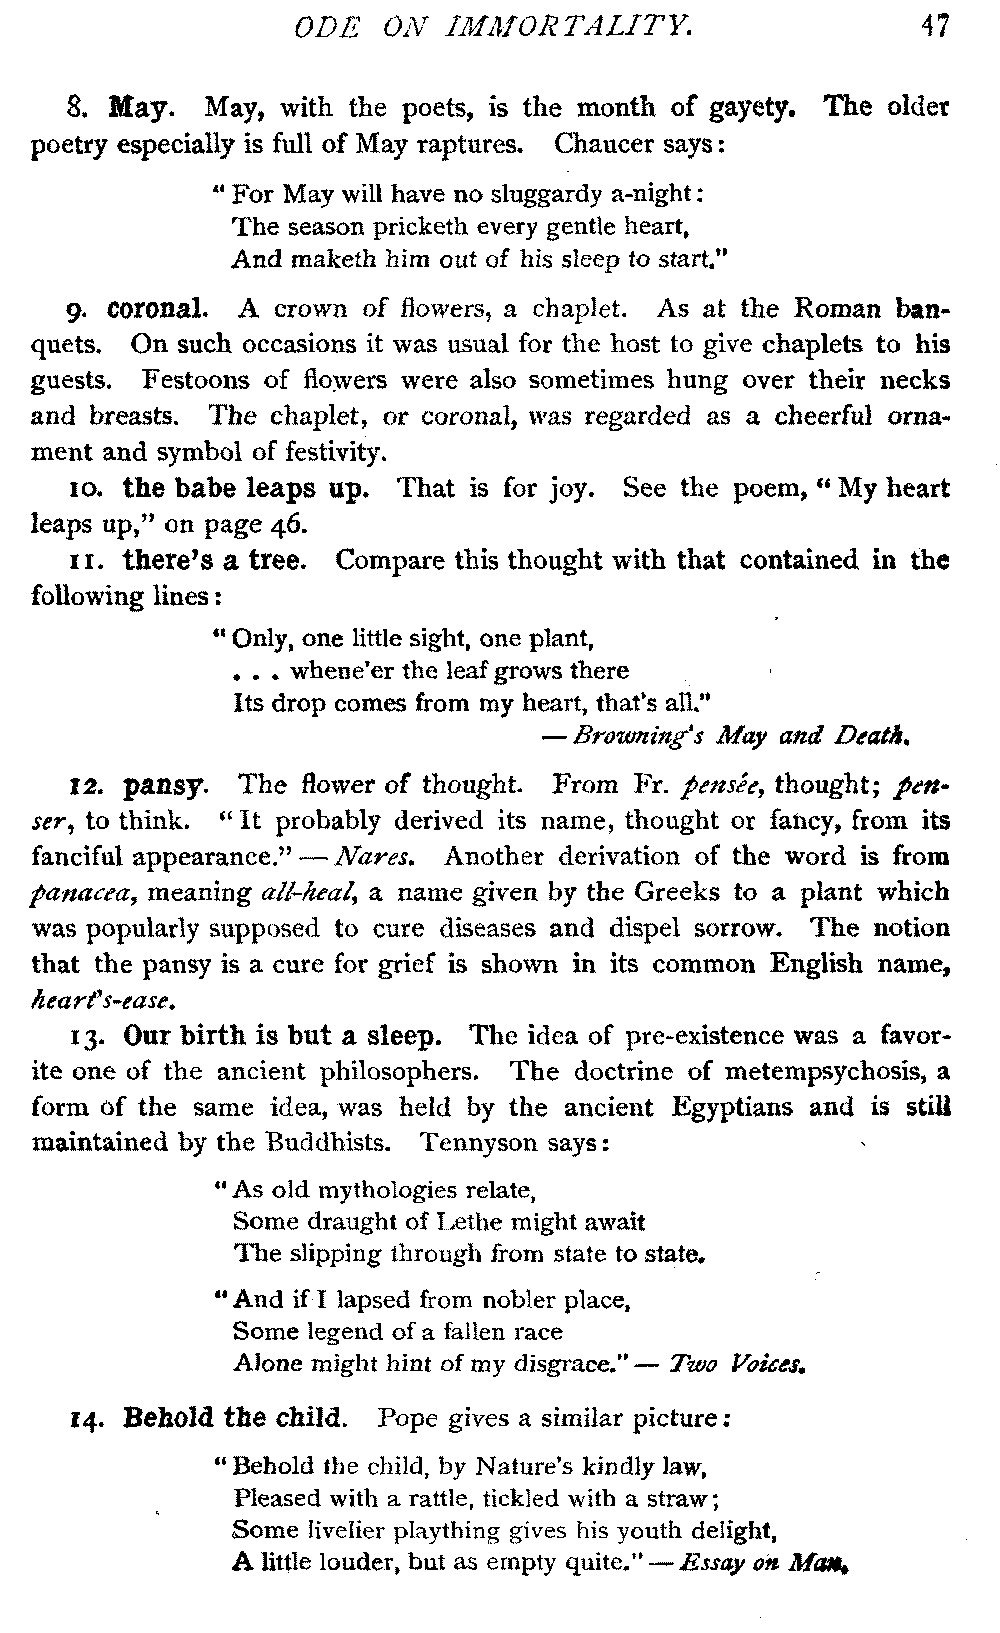 ODE ON IMMORTALITY. 47
8. May. May, with the poets, is the month of gayety. The older
poetry especially is full of May raptures. Chaucer says:
“For May will have no sluggardy a-night:
The season pricketh every gentle heart,
And maketh him out of his sleep to start.”
9. coronal. A crown of flowers, a chaplet. As at the Roman ban-
quets. On such occasions it was usual for the host to give chaplets to his
guests. Festoons of flowers were also sometimes hung over their necks
and breasts. The chaplet, or coronal, was regarded as a cheerful orna-
ment and symbol of festivity.
10. the babe leaps up. That is for joy. See the poem, “My heart
leaps up,” on page 46.
11. there's a tree. Compare this thought with that contained in the
following lines:
“Only, one little sight, one plant,
. . . whene'er the leaf grows there
Its drop comes from my heart, that's all.”
— Browning's May and Death.
12. pansy. The flower of thought. From Fr. pensée, thought; pen-
ser, to think. “It probably derived its name, thought or fancy, from its
fanciful appearance.” — Nares. Another derivation of the word is from
panacea, meaning all-heal, a name given by the Greeks to a plant which
was popularly supposed to cure diseases and dispel sorrow. The notion
that the pansy is a cure for grief is shown in its common English name,
heart's-ease.
13. Our birth is but a sleep. The idea of pre-existence was a favor-
ite one of the ancient philosophers. The doctrine of metempsychosis, a
form of the same idea, was held by the ancient Egyptians and is still
maintained by the Buddhists. Tennyson says:
“As old mythologies relate,
Some draught of Lethe might await
The slipping through from state to state.
“And if I lapsed from nobler place,
Some legend of a fallen race
Alone might hint of my disgrace.” — Two Voices.
14. Behold the child. Pope gives a similar picture:
“Behold the child, by Nature's kindly law,
Pleased with a rattle, tickled with a straw;
Some livelier plaything gives his youth delight,
A little louder, but as empty quite.” — Essay on Man.